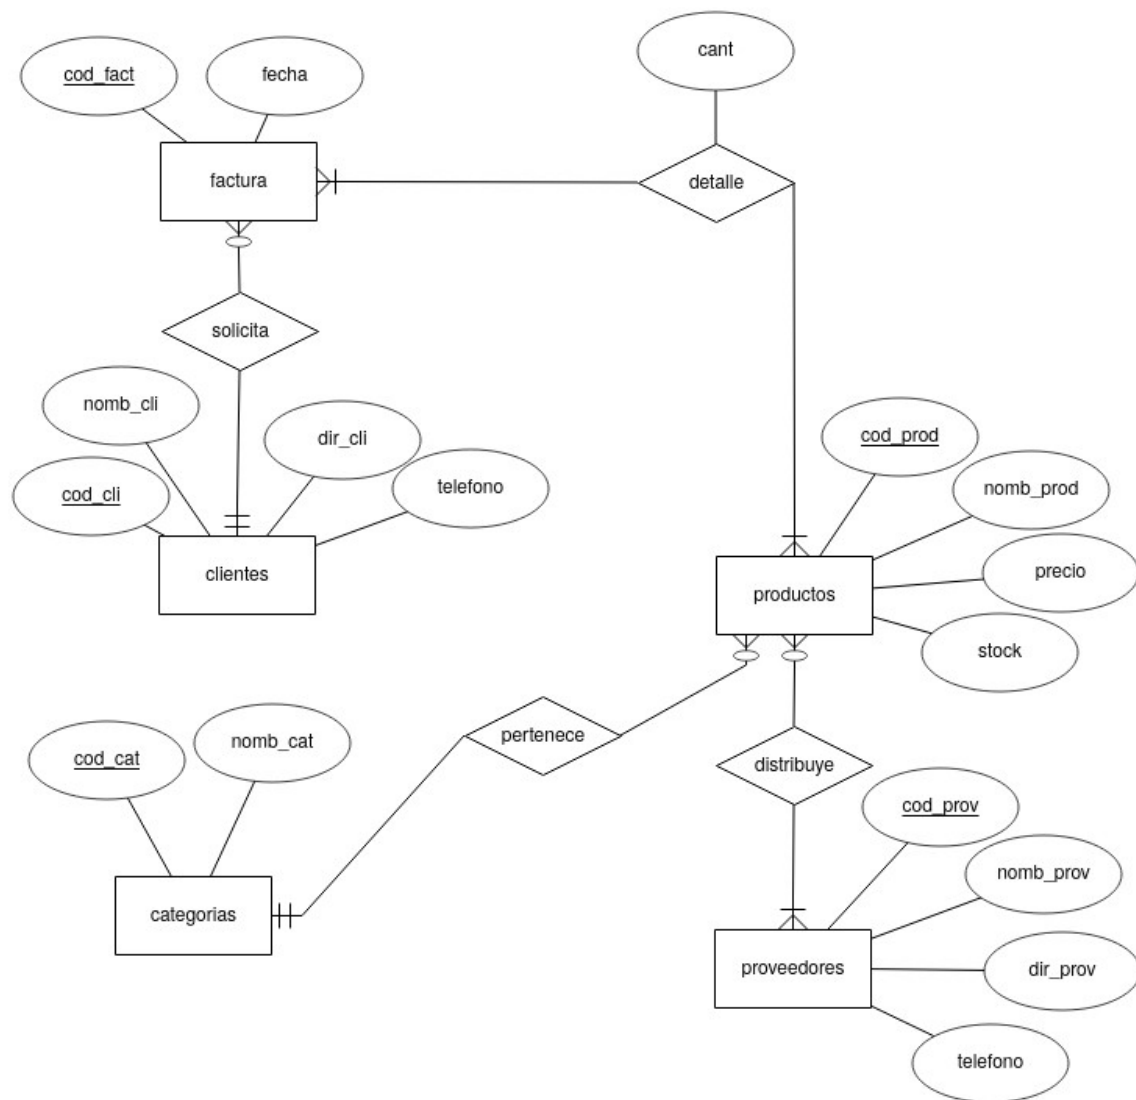 cant
cod_fact
fecha
factura
detalle
solicita
nomb_cli
dir_cli
cod_cli
telefono
clientes
cod_prod
nomb_prod
precio
productos
stock
pertenece
cod_cat
nomb_cat
categorias
distribuye
cod_prov
nomb_prov
proveedores
dir_prov
telefono